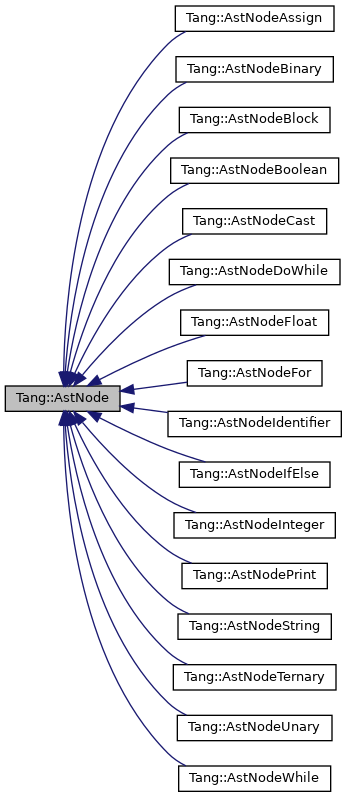 Tang::AstNodeAssign
Tang::AstNodeBinary
Tang::AstNodeBlock
Tang::AstNodeBoolean
Tang::AstNodeCast
Tang::AstNodeDoWhile
Tang::AstNodeFloat
Tang::AstNodeFor
Tang::AstNode
Tang::AstNodeIdentifier
Tang::AstNodeIfElse
Tang::AstNodeInteger
Tang::AstNodePrint
Tang::AstNodeString
Tang::AstNodeTernary
Tang::AstNodeUnary
Tang::AstNodeWhile